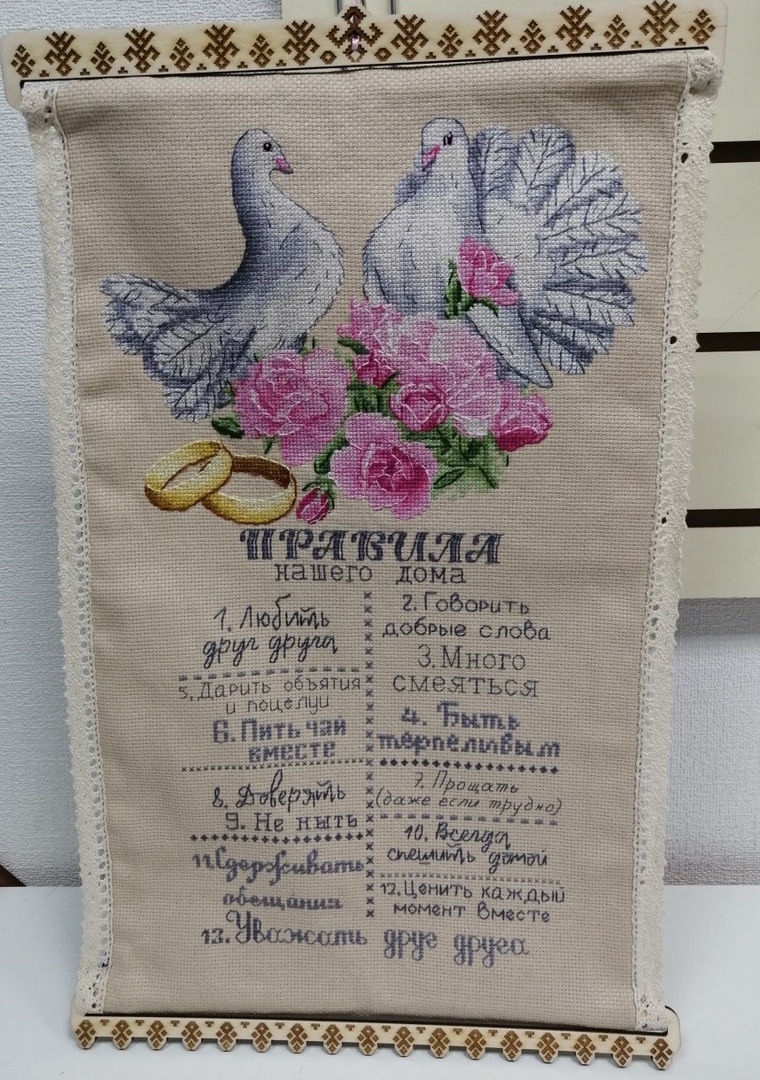 ПРАВИЛА
нашего дома
1. Любить
друг друга
2. Говорить
добрые слова
3. Много
смеяться
5. Дарить объятия
и поцелуи
6. Пить чай
вместе
4. Быть
терпеливым
8. Доверять
9. Не ныть
7. Прощать
(даже если трудно)
10. Всегда
спешить домой
11. Сдерживать
обещания
12. Ценить каждый
момент вместе
13. Уважать друг друга